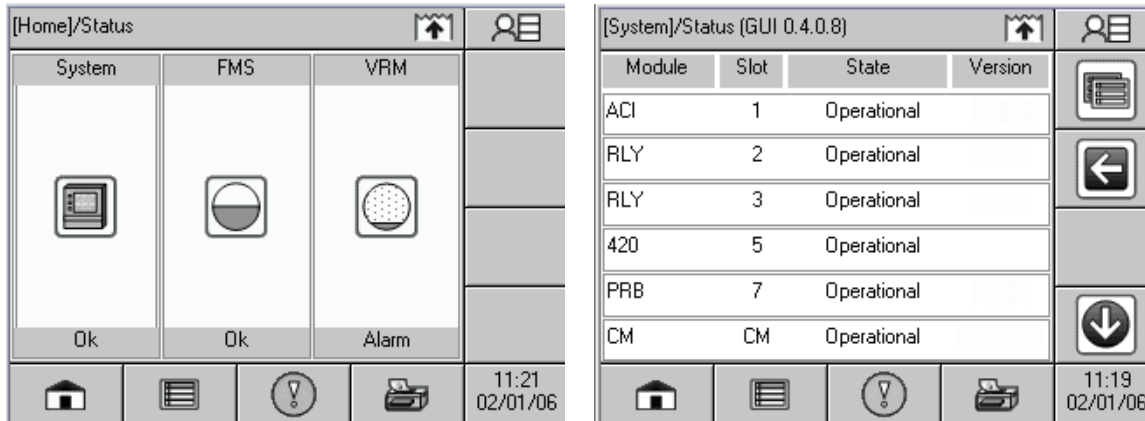 [Home]/Status
System FMS VRM
Ok Ok Alarm
11:21
02/01/06
[System]/Status (GUI 0.4.0.8)
Module Slot State Version
ACI 1 Operational
RLY 2 Operational
RLY 3 Operational
420 5 Operational
PRB 7 Operational
CM CM Operational
11:19
02/01/06